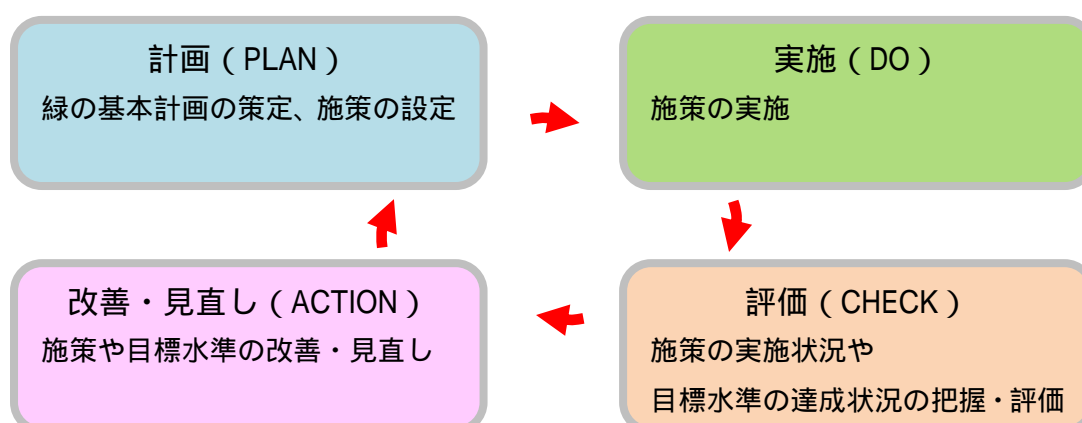 計画（PLAN）
緑の基本計画の策定、施策の設定
実施（DO）
施策の実施
改善・見直し（ACTION）
施策や目標水準の改善・見直し
評価（CHECK）
施策の実施状況や
目標水準の達成状況の把握・評価